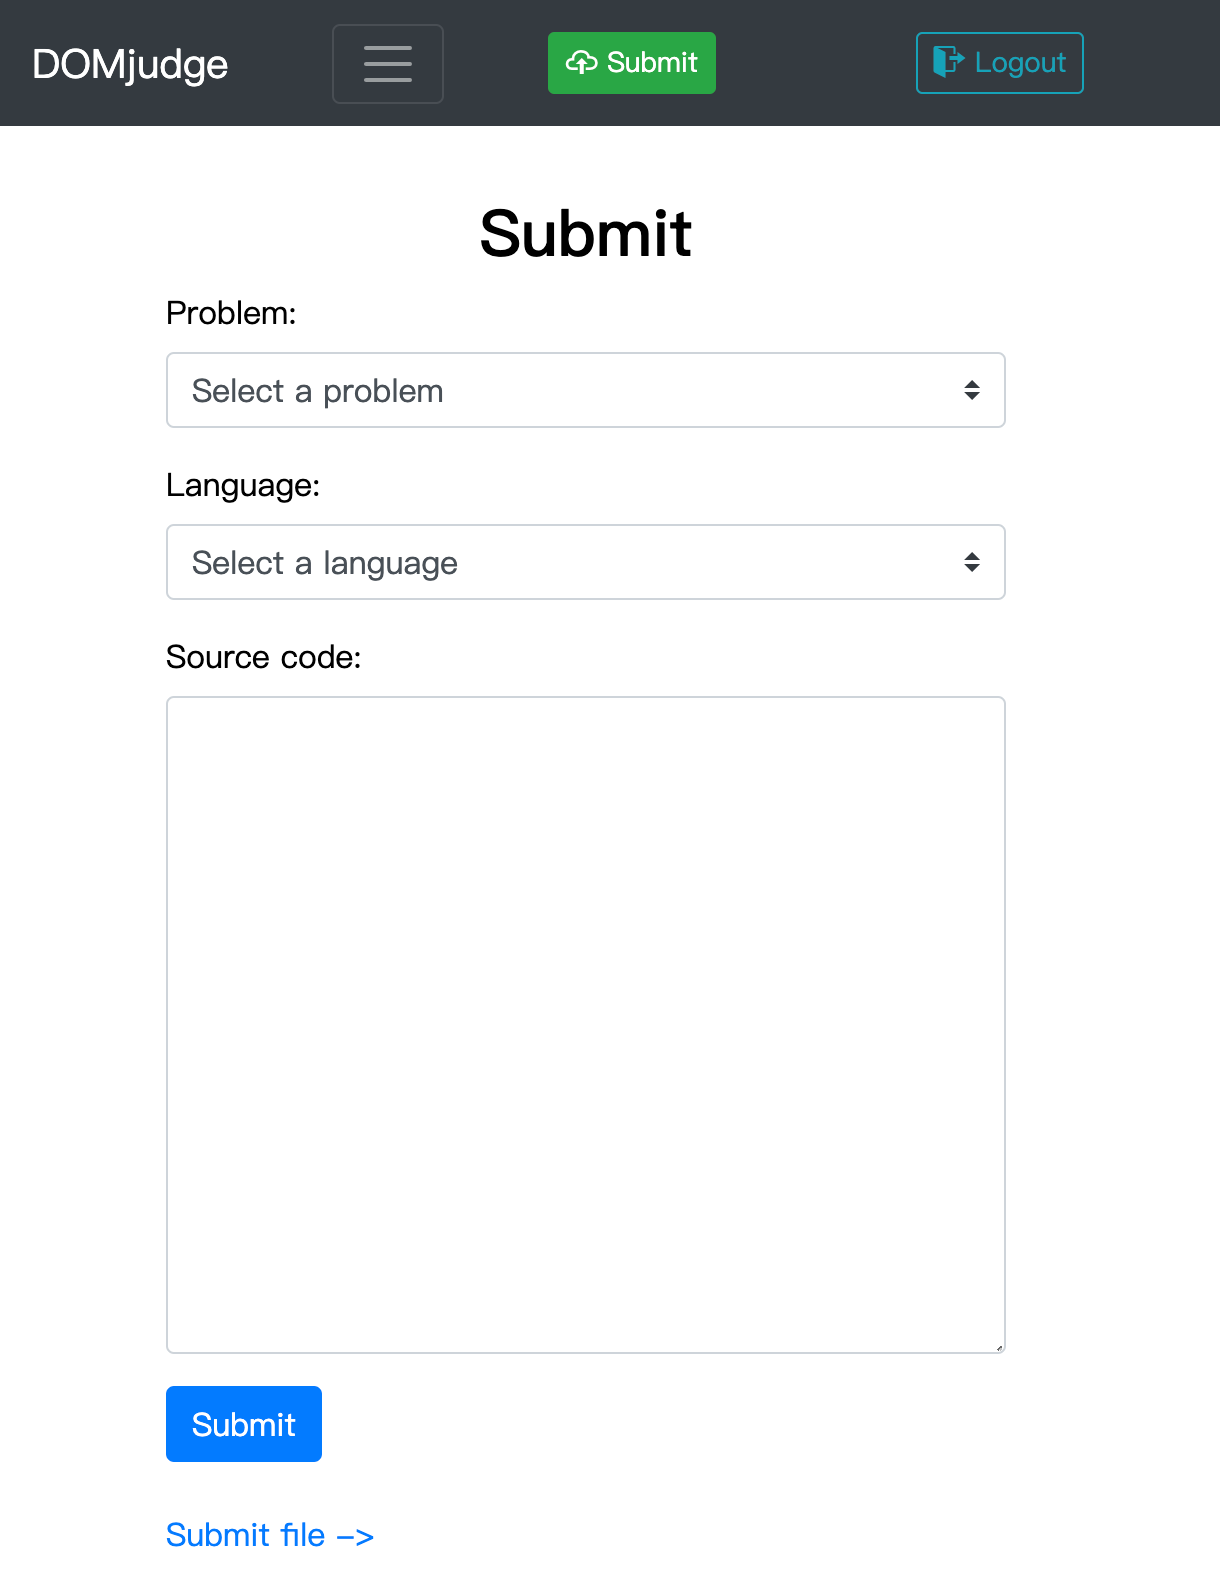 DOMjudge
Submit
Logout
Submit
Problem:
Select a problem
Language:
Select a language
Source code:
Submit
Submit file -->